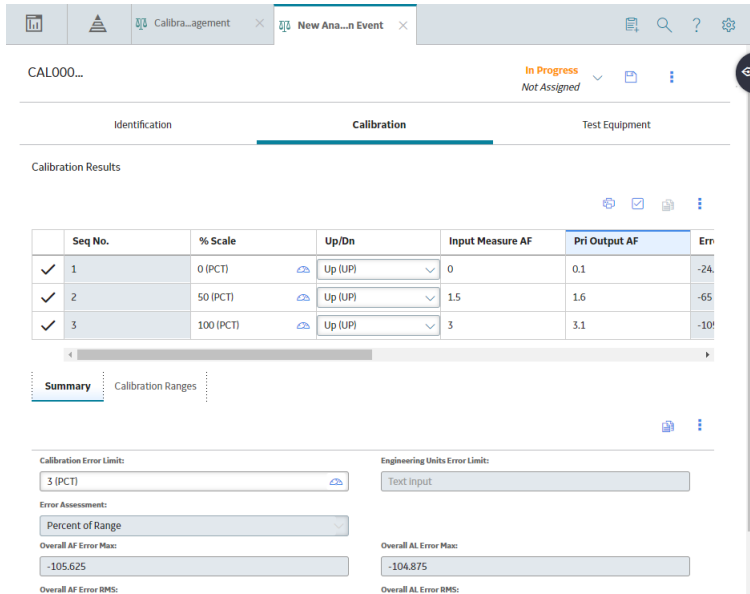 Calibra...agement
New Ana...n Event
CAL000...
In Progress
Not Assigned
Identification
Calibration
Test Equipment
Calibration Results
Seq No. % Scale Up/Dn Input Measure AF Pri Output AF Err
1 0 (PCT) Up (UP) 0 0.1 -24.
2 50 (PCT) Up (UP) 1.5 1.6 -65
3 100 (PCT) Up (UP) 3 3.1 -105
Summary Calibration Ranges
Calibration Error Limit: Engineering Units Error Limit:
3 (PCT) Text input
Error Assessment:
Percent of Range
Overall AF Error Max: Overall AL Error Max:
-105.625 -104.875
Overall AF Error RMS: Overall AL Error RMS: